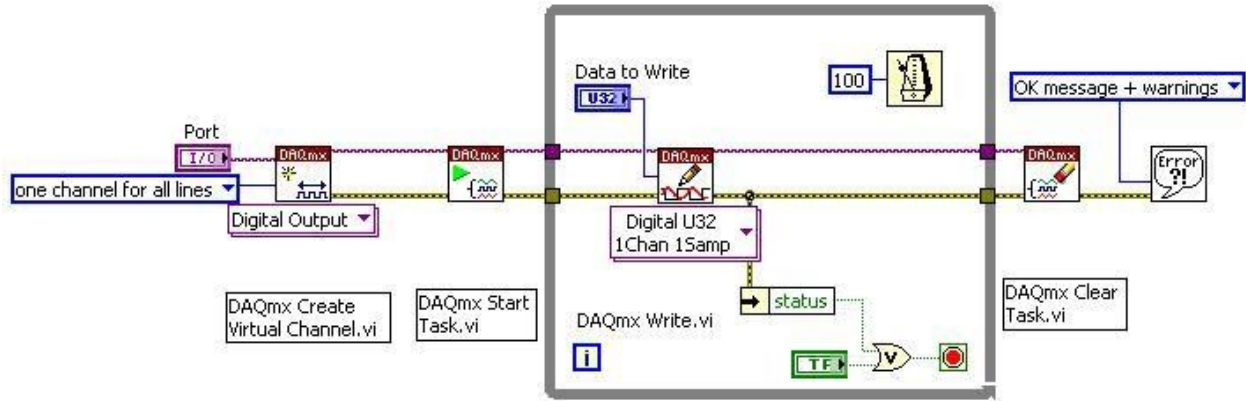 Data to Write
U32
100
OK message + warnings
Port
I/O
DAQmx
DAQmx
DAQmx
DAQmx
Error
?!
one channel for all lines
Digital Output
Digital U32
1Chan 1Samp
status
DAQmx Create
Virtual Channel.vi
DAQmx Start
Task.vi
DAQmx Write.vi
DAQmx Clear
Task.vi
i
TF
V